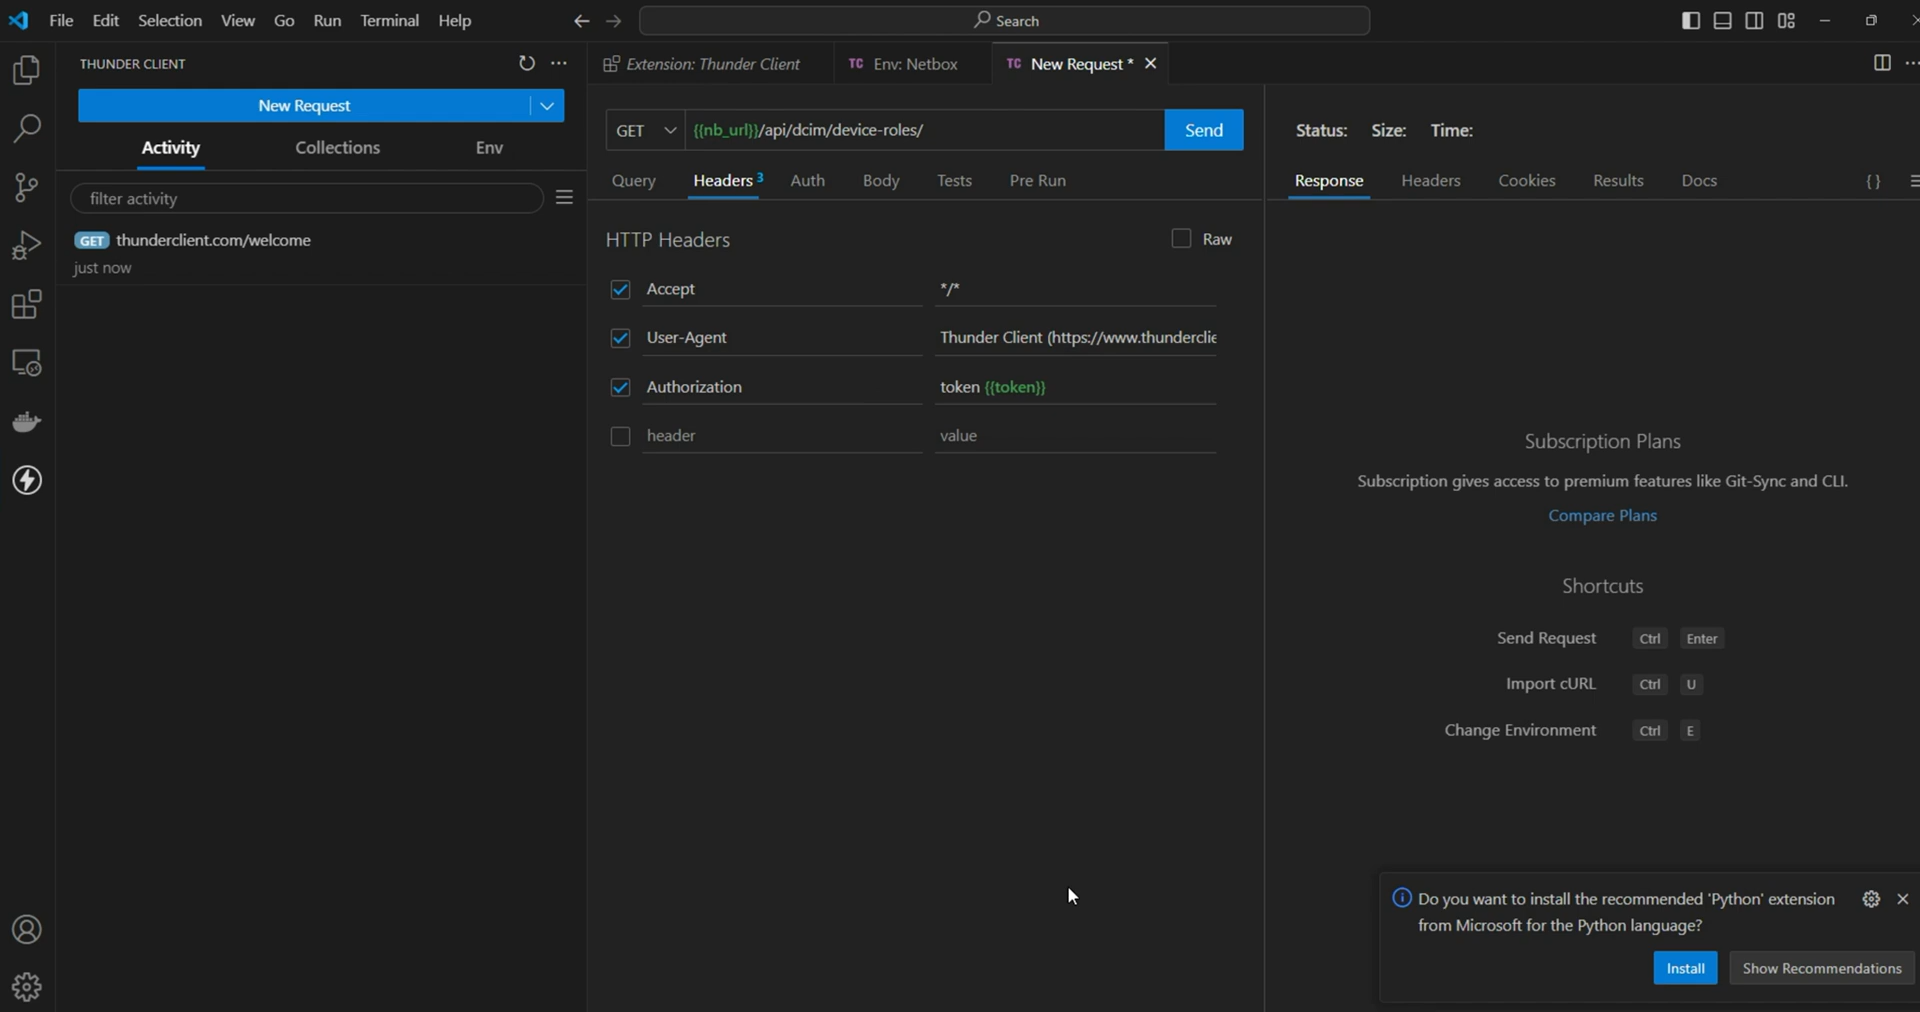 File Edit Selection View Go Run Terminal Help
Search
THUNDER CLIENT
New Request
Activity Collections Env
filter activity
GET thunderclient.com/welcome
just now
Extension: Thunder Client
TC Env: Netbox
TC New Request *
GET {{nb_url}}/api/dcim/device-roles/ Send
Query Headers 3 Auth Body Tests Pre Run
HTTP Headers Raw
Accept */*
User-Agent Thunder Client (https://www.thunderclie
Authorization token {{token}}
header value
Status: Size: Time:
Response Headers Cookies Results Docs { }
Subscription Plans
Subscription gives access to premium features like Git-Sync and CLI.
Compare Plans
Shortcuts
Send Request Ctrl Enter
Import cURL Ctrl U
Change Environment Ctrl E
Do you want to install the recommended 'Python' extension
from Microsoft for the Python language?
Install Show Recommendations